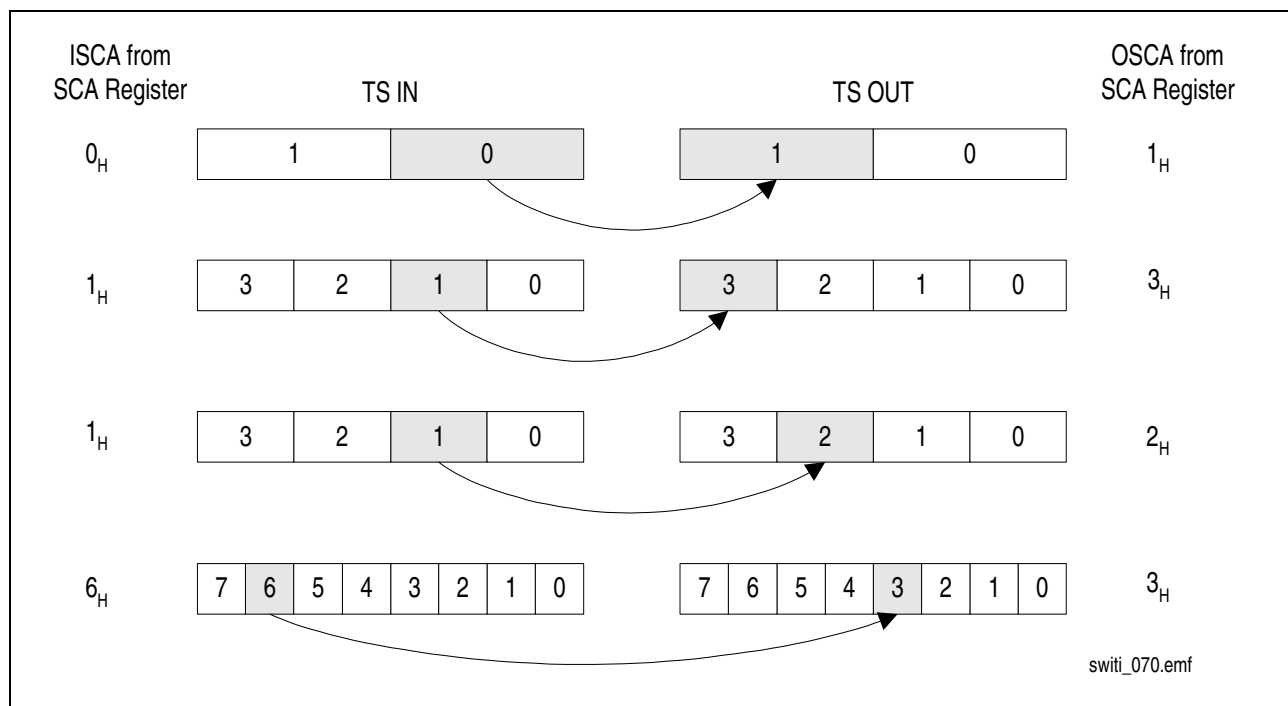 ISCA from
SCA Register
TS IN
TS OUT
OSCA from
SCA Register
0H
1 0
1 0
1H
1H
3 2 1 0
3 2 1 0
3H
1H
3 2 1 0
3 2 1 0
2H
6H
7 6 5 4 3 2 1 0
7 6 5 4 3 2 1 0
3H
switi_070.emf